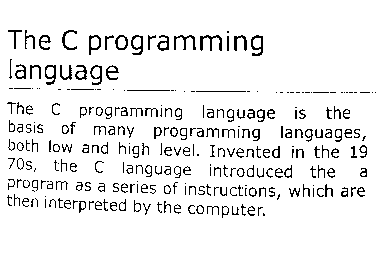 The C programming
language
The C programming language is the
basis of many programming languages,
both low and high level. Invented in the 19
70s, the C language introduced the a
program as a series of instructions, which are
then interpreted by the computer.